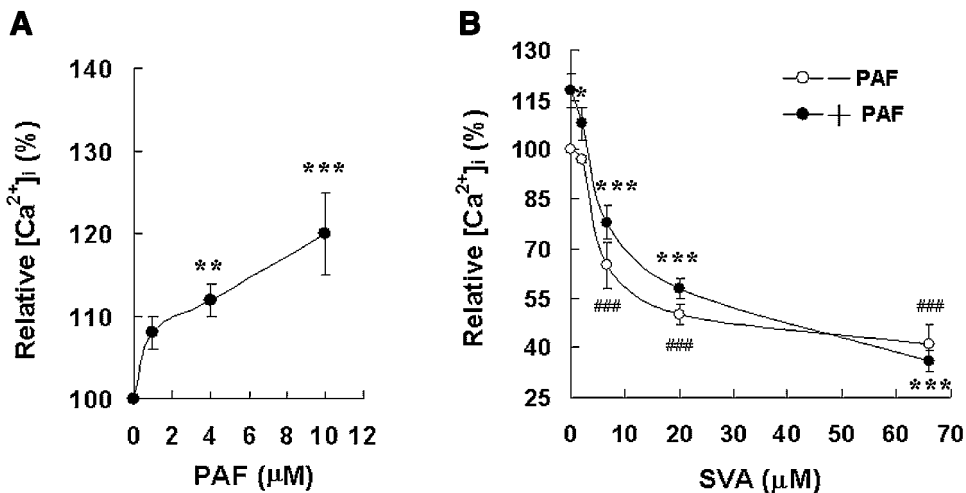 A
Relative [Ca2+]i (%)
140
130
120
110
100
**
***
0 2 4 6 8 10 12
PAF (µM)
B
Relative [Ca2+]i (%)
130
115
100
85
70
55
40
25
— PAF
+ PAF
*
***
***
###
###
###
***
0 10 20 30 40 50 60 70
SVA (µM)